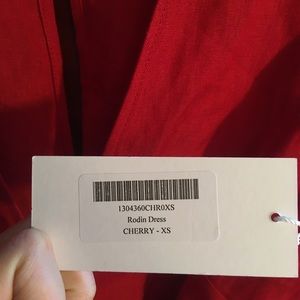 1304360CHR0XS
Rodin Dress
CHERRY - XS